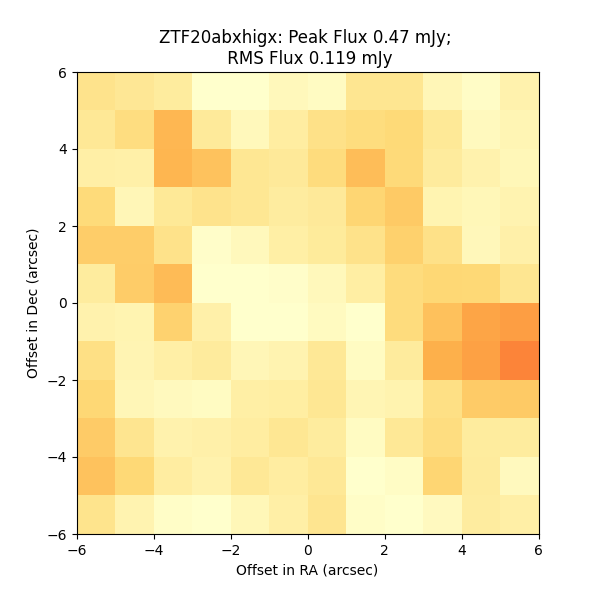 ZTF20abxhigx: Peak Flux 0.47 mJy;
RMS Flux 0.119 mJy
6
4
2
0
−2
−4
−6
Offset in Dec (arcsec)
−6 −4 −2 0 2 4 6
Offset in RA (arcsec)